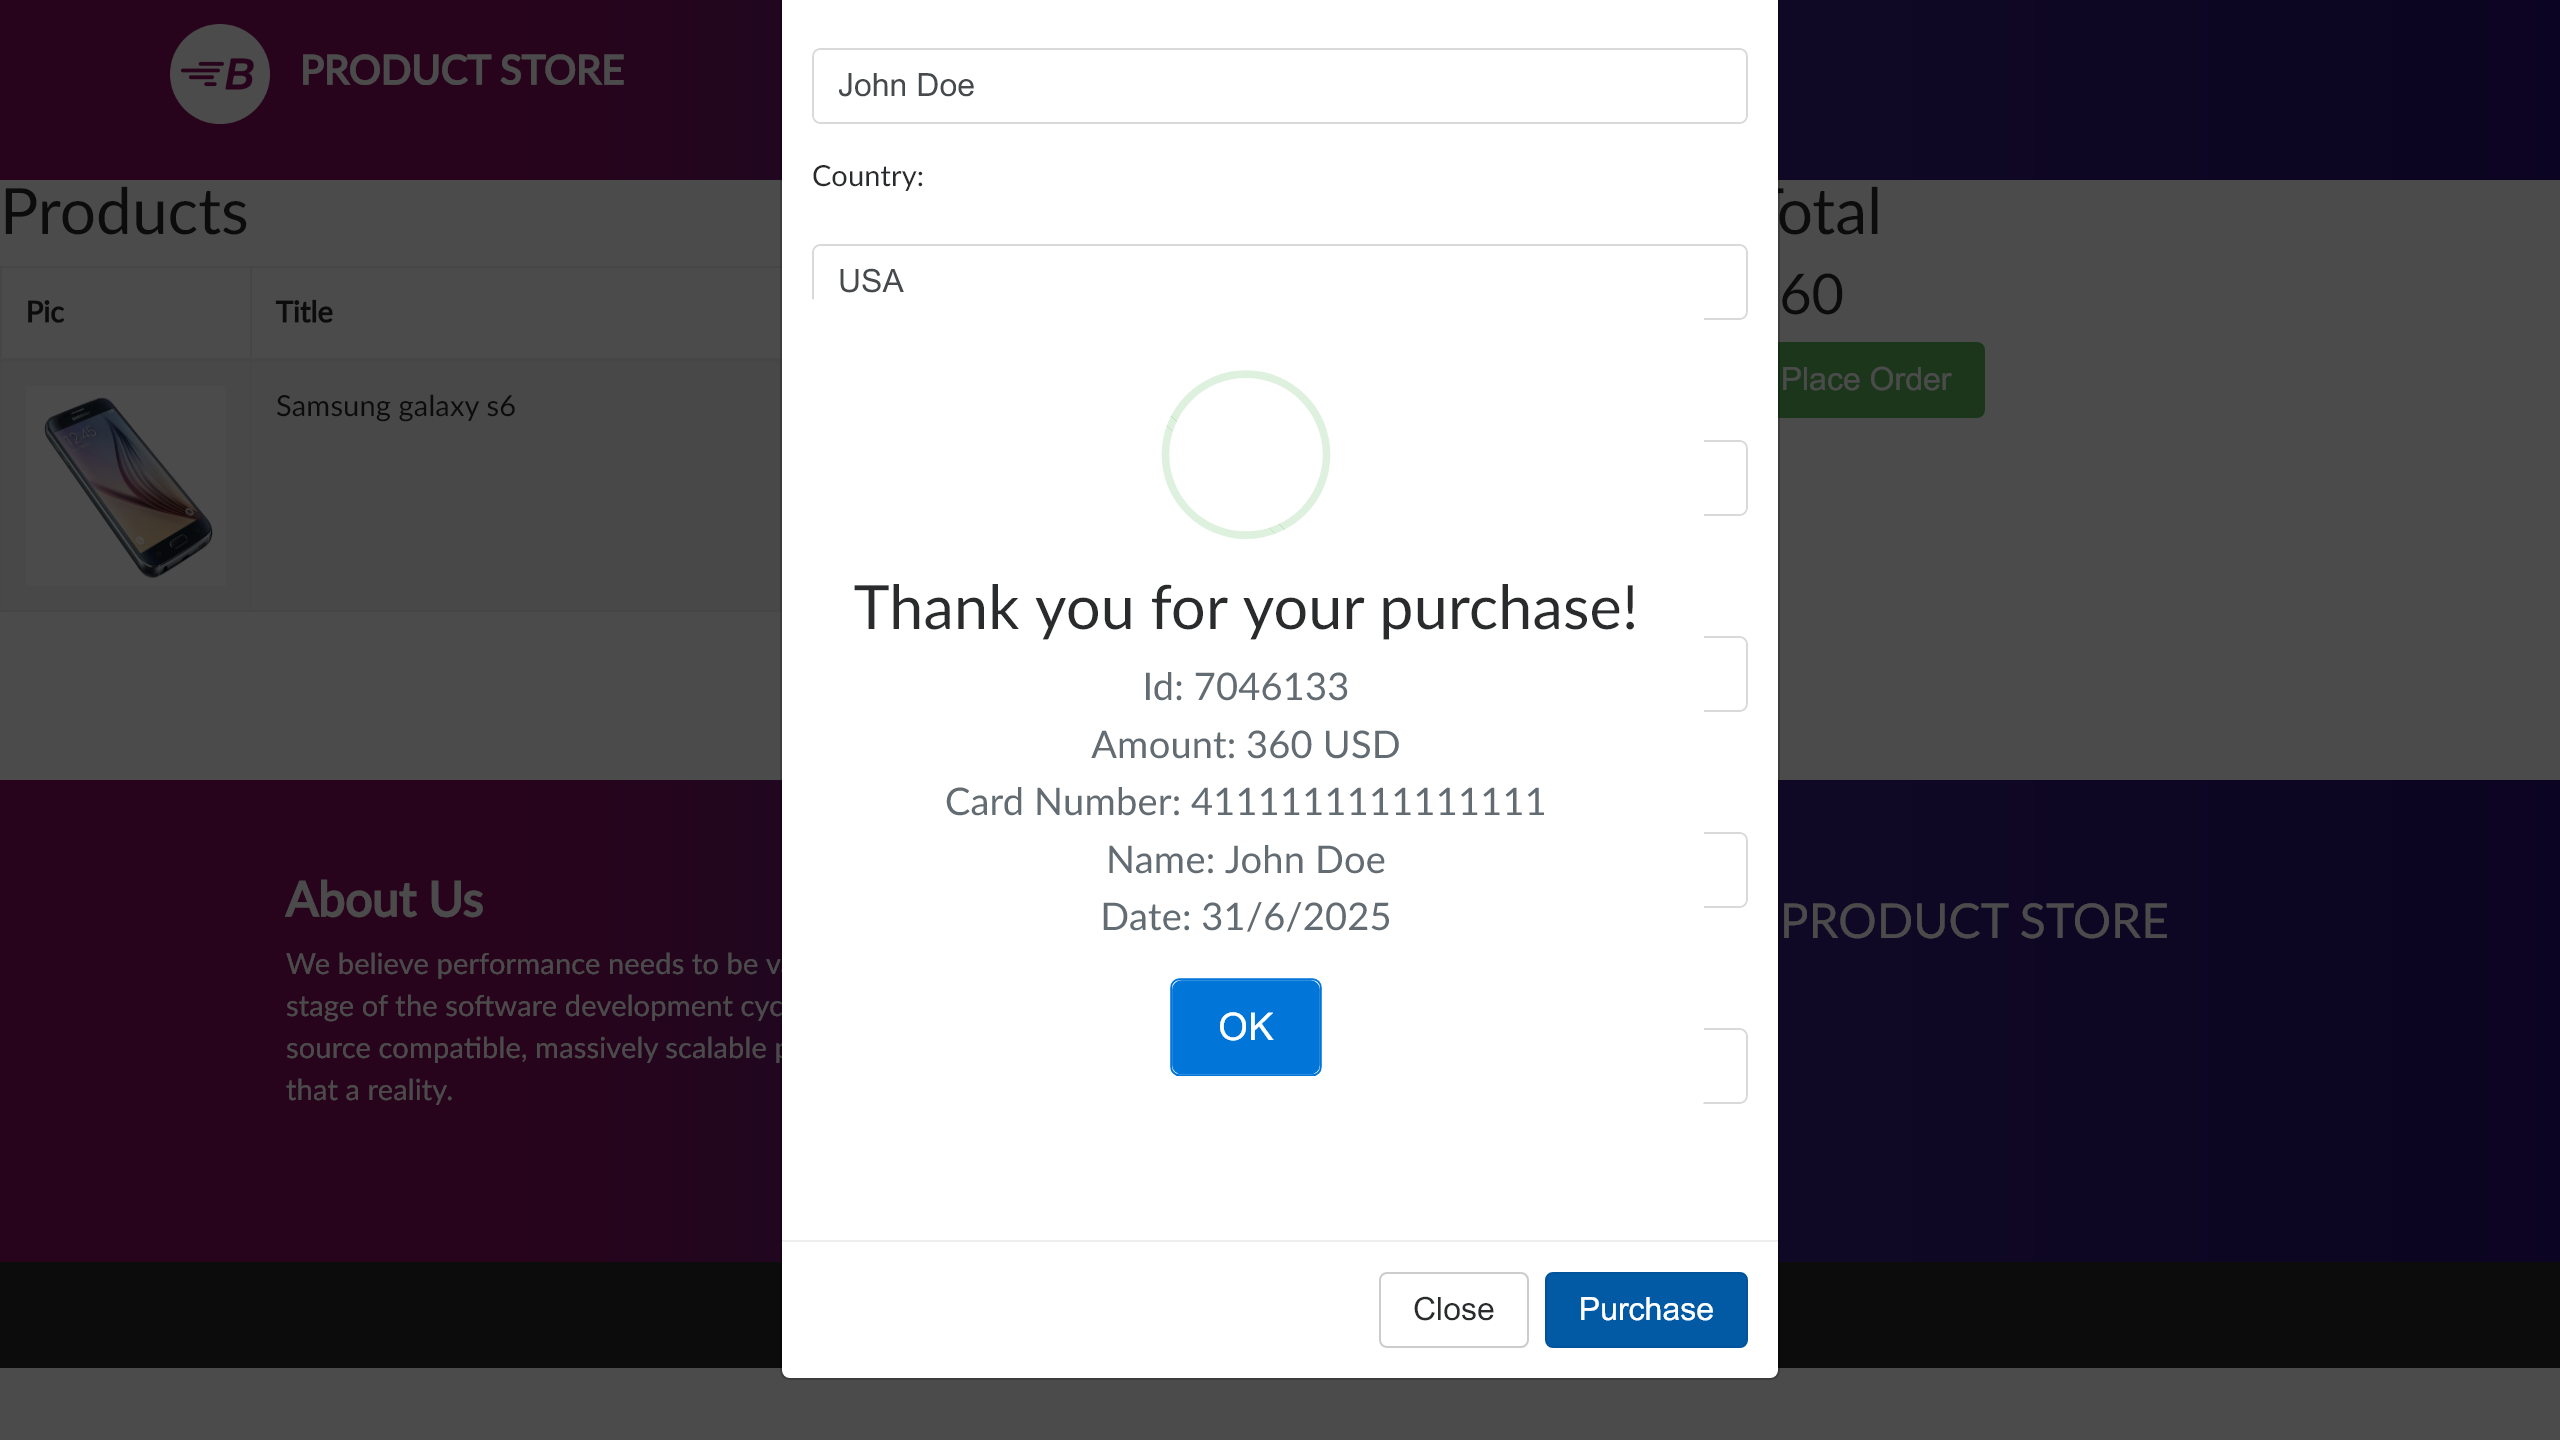 B
PRODUCT STORE
John Doe
Country:
USA
Products
Pic
Title
Samsung galaxy s6
12:45
otal
60
Place Order
Thank you for your purchase!
Id: 7046133
Amount: 360 USD
Card Number: 4111111111111111
Name: John Doe
Date: 31/6/2025
OK
About Us
We believe performance needs to be v
stage of the software development cyc
source compatible, massively scalable p
that a reality.
PRODUCT STORE
Close
Purchase